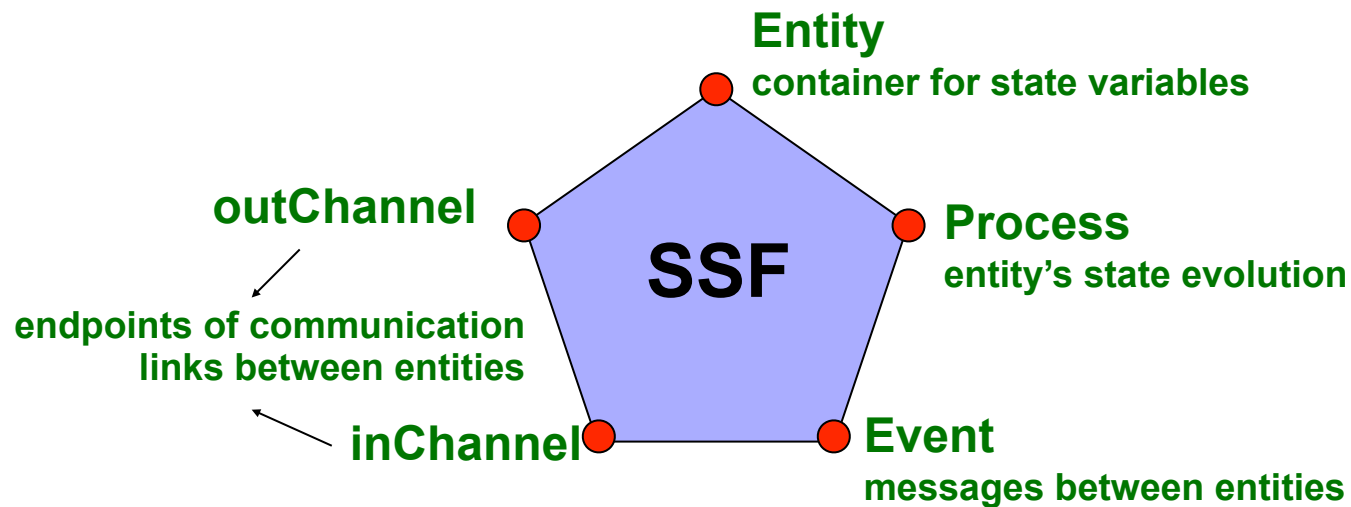 Entity
container for state variables
outChannel
Process
entity’s state evolution
SSF
endpoints of communication
links between entities
inChannel
Event
messages between entities